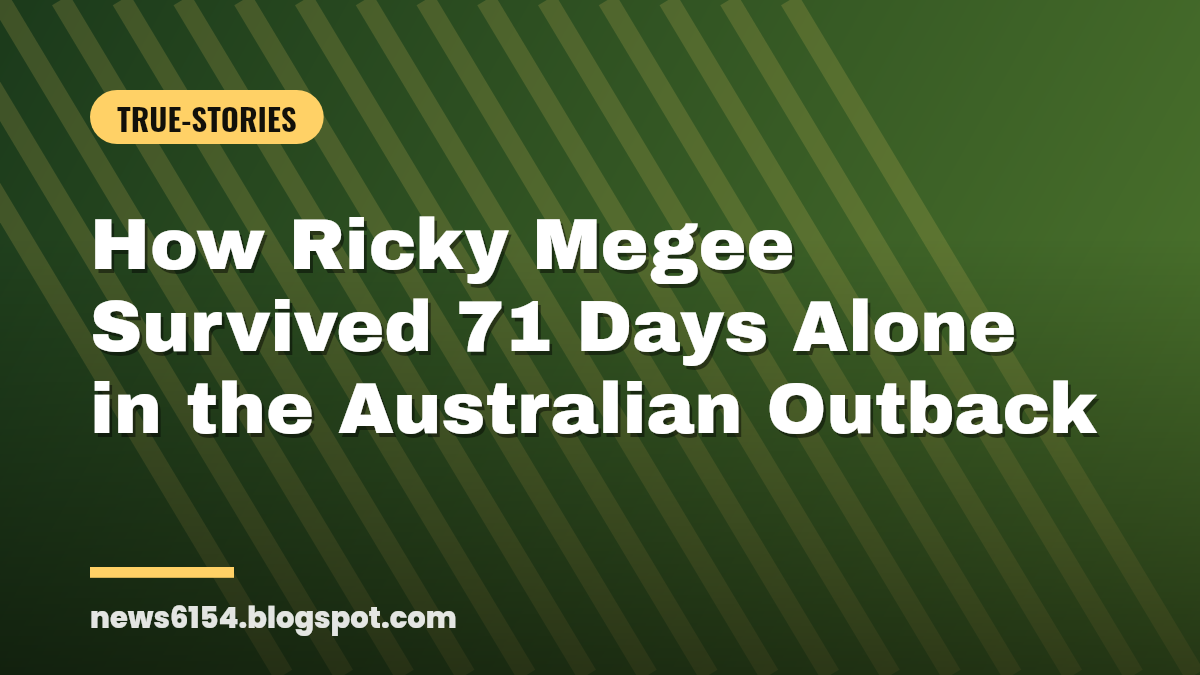 TRUE-STORIES
How Ricky Megee
Survived 71 Days Alone
in the Australian Outback
news6154.blogspot.com